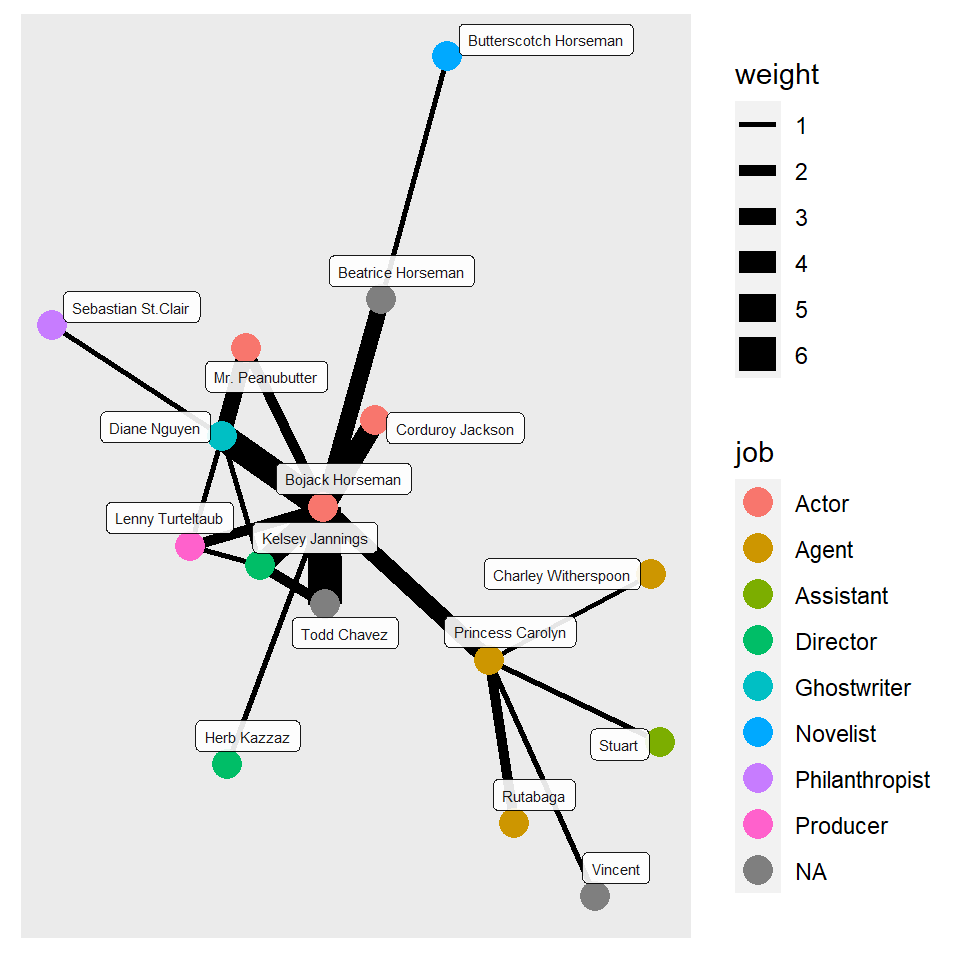 Butterscotch Horseman
Beatrice Horseman
Sebastian St.Clair
Mr. Peanubutter
Diane Nguyen
Corduroy Jackson
Bojack Horseman
Lenny Turteltaub
Kelsey Jannings
Charley Witherspoon
Todd Chavez
Princess Carolyn
Herb Kazzaz
Stuart
Rutabaga
Vincent
weight
1
2
3
4
5
6
job
Actor
Agent
Assistant
Director
Ghostwriter
Novelist
Philanthropist
Producer
NA